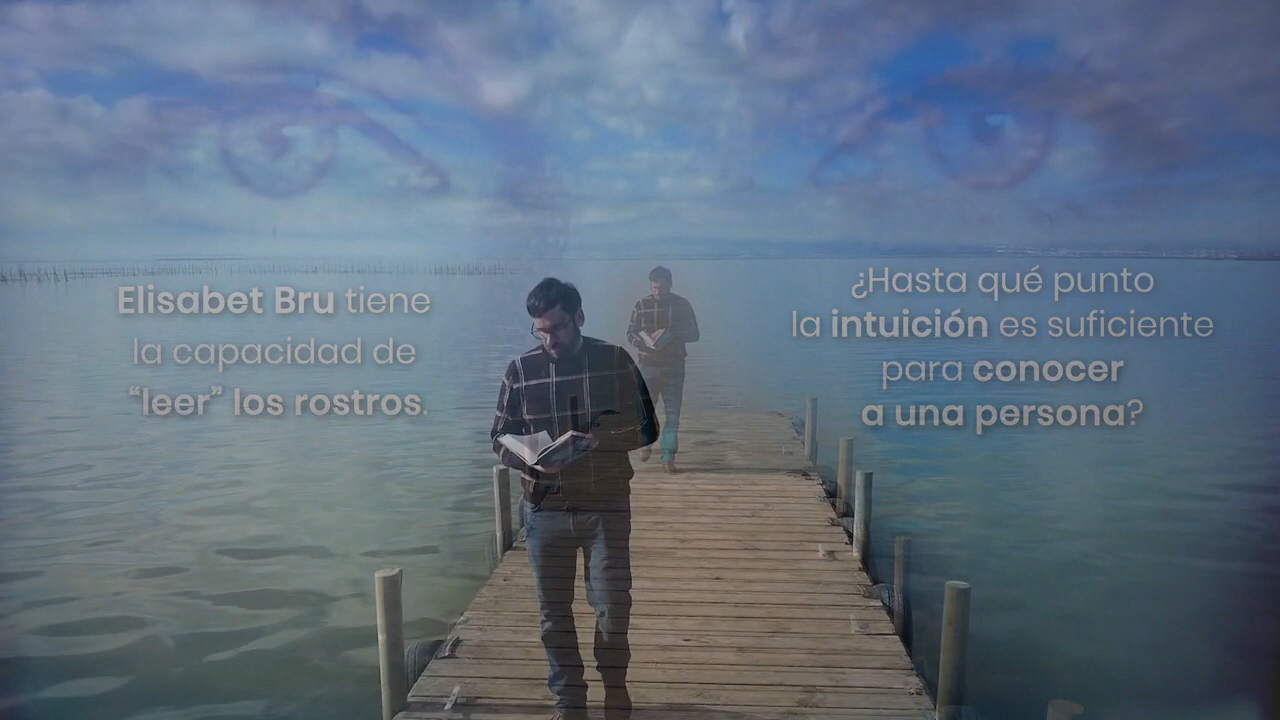 Elisabet Bru tiene
la capacidad de
“leer” los rostros.
¿Hasta qué punto
la intuición es suficiente
para conocer
a una persona?